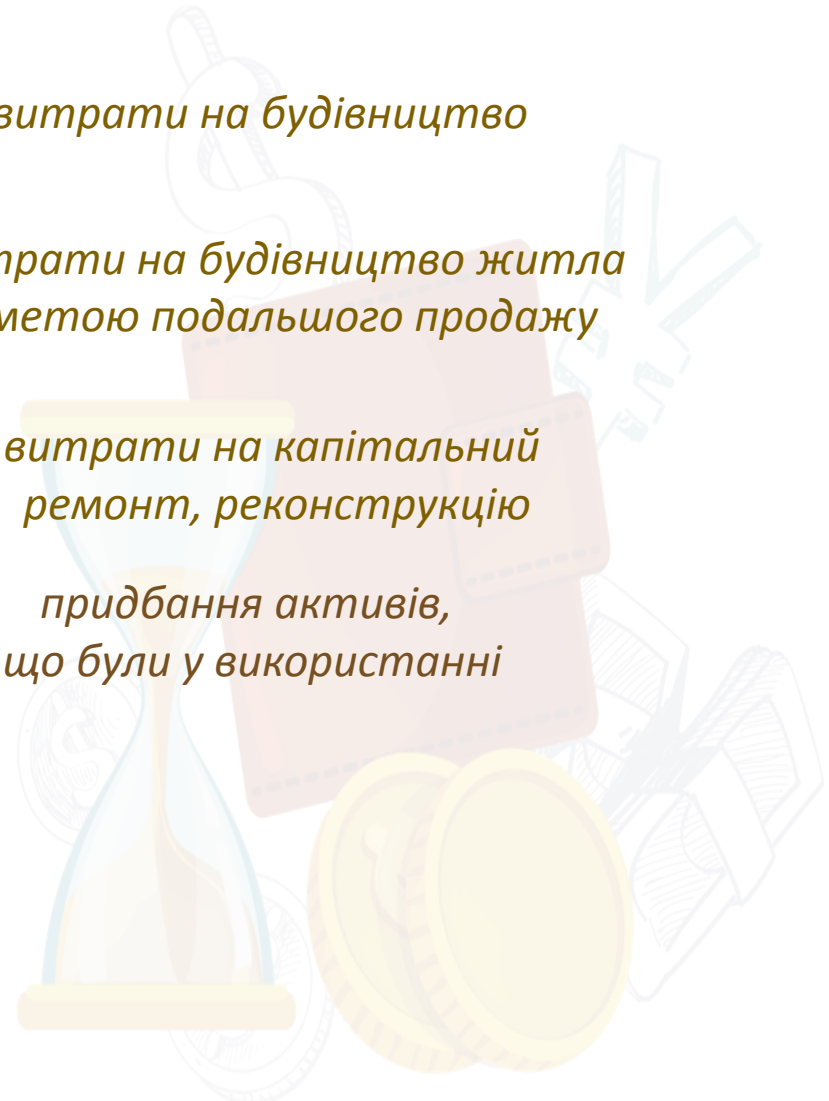 витрати на будівництво
трати на будівництво житла
метою подальшого продажу
витрати на капітальний
ремонт, реконструкцію
придбання активів,
що були у використанні